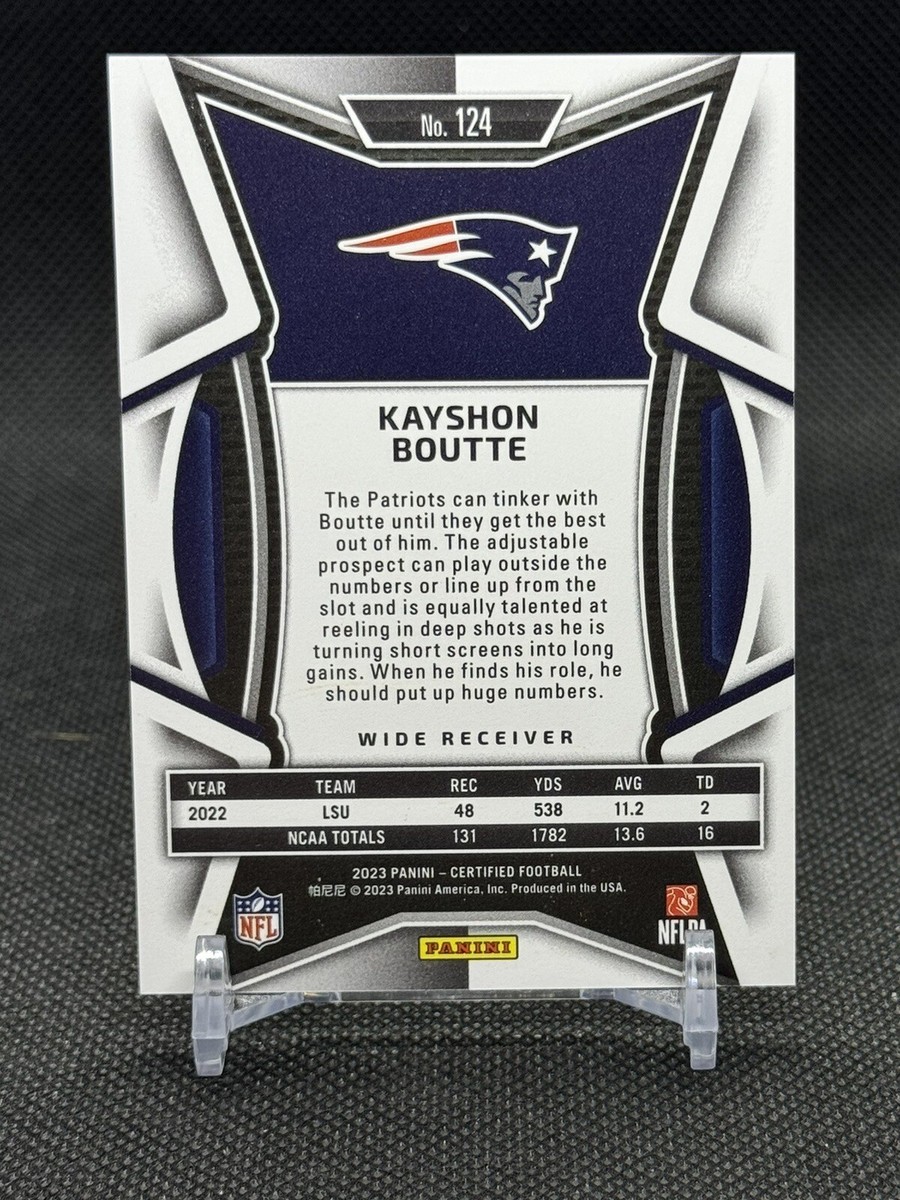 No. 124
KAYSHON
BOUTTE
The Patriots can tinker with
Boutte until they get the best
out of him. The adjustable
prospect can play outside the
numbers or line up from the
slot and is equally talented at
reeling in deep shots as he is
turning short screens into long
gains. When he finds his role, he
should put up huge numbers.
WIDE RECEIVER
YEAR TEAM REC YDS AVG TD
2022 LSU 48 538 11.2 2
NCAA TOTALS 131 1782 13.6 16
2023 PANINI – CERTIFIED FOOTBALL
帕尼尼 © 2023 Panini America, Inc. Produced in the USA.
NFL
NFLPA
PANINI